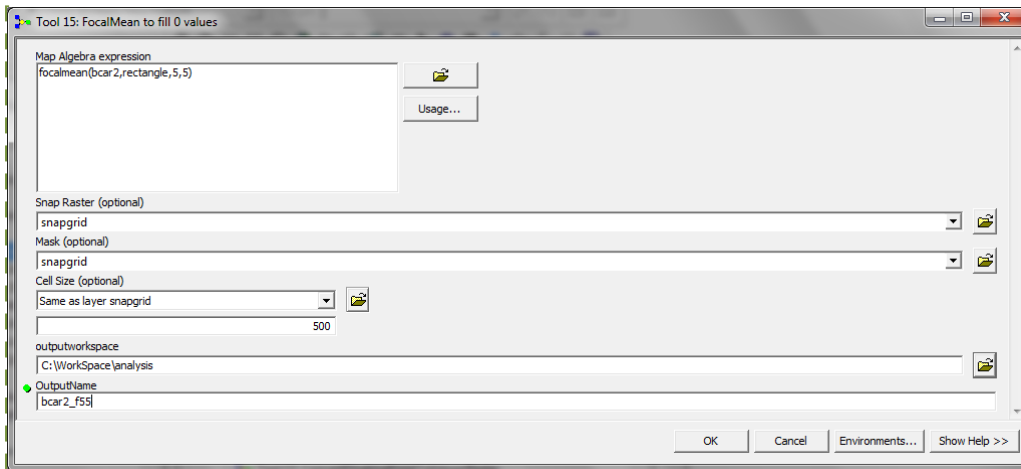 Tool 15: FocalMean to fill 0 values
Map Algebra expression
focalmean(bcar2,rectangle,5,5)
Usage...
Snap Raster (optional)
snapgrid
Mask (optional)
snapgrid
Cell Size (optional)
Same as layer snapgrid
500
outputworkspace
C:\WorkSpace\analysis
OutputName
bcar2_f55
OK Cancel Environments... Show Help >>